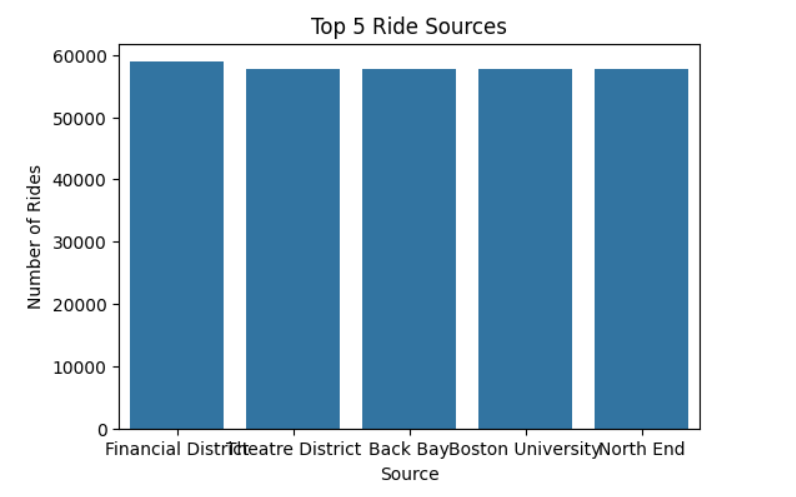 Top 5 Ride Sources
60000
50000
40000
30000
20000
10000
0
Number of Rides
Financial District Theatre District Back Bay Boston University North End
Source